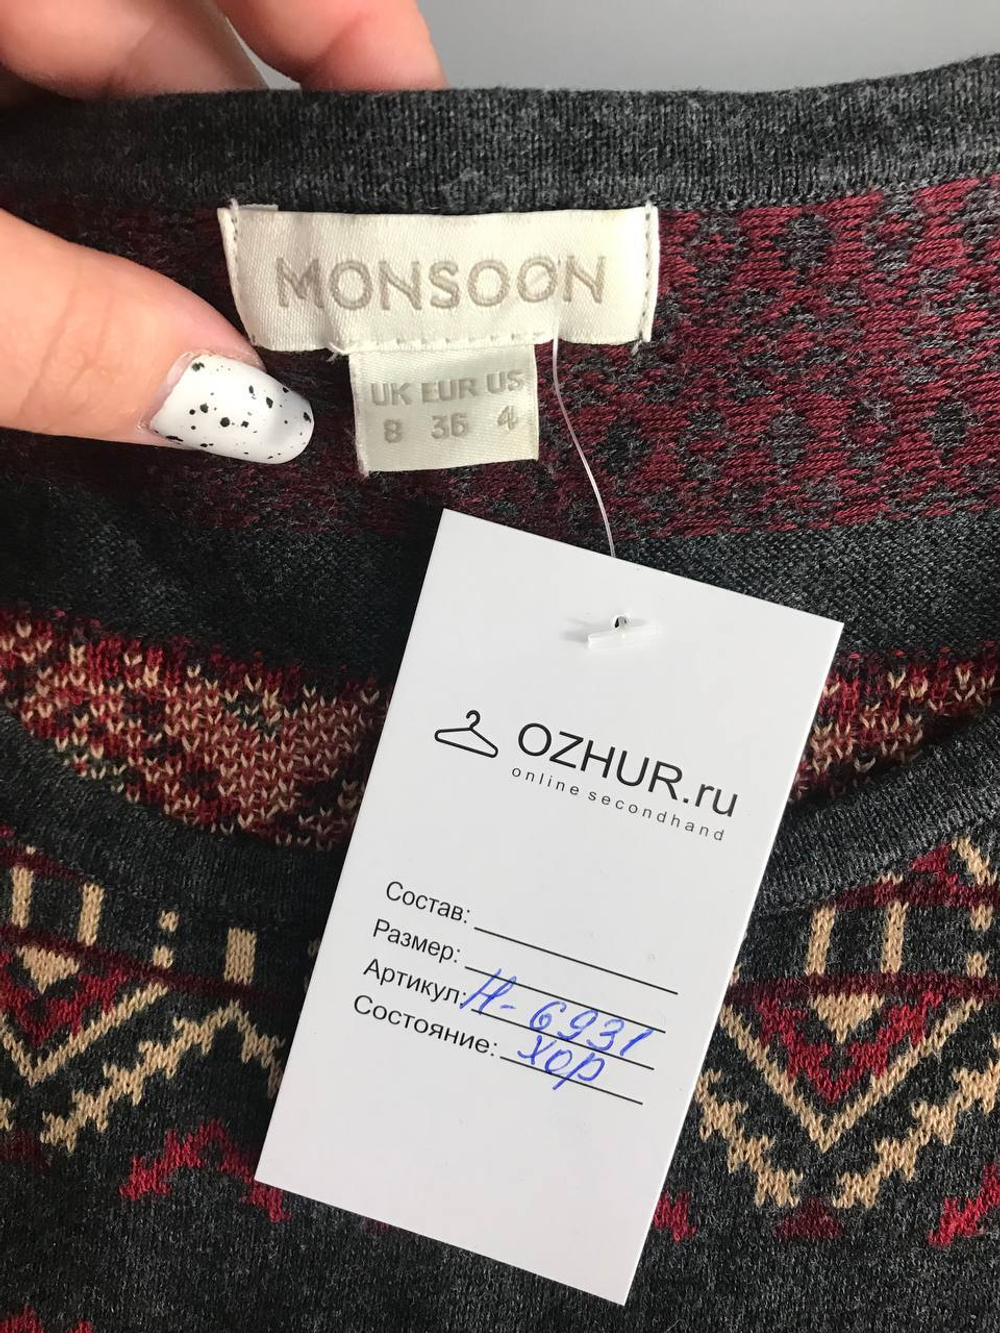 MONSOON
UK EUR US
8 36 4
OZHUR.ru
online secondhand
Состав:
Размер:
Артикул: Н-6931
Состояние: хор